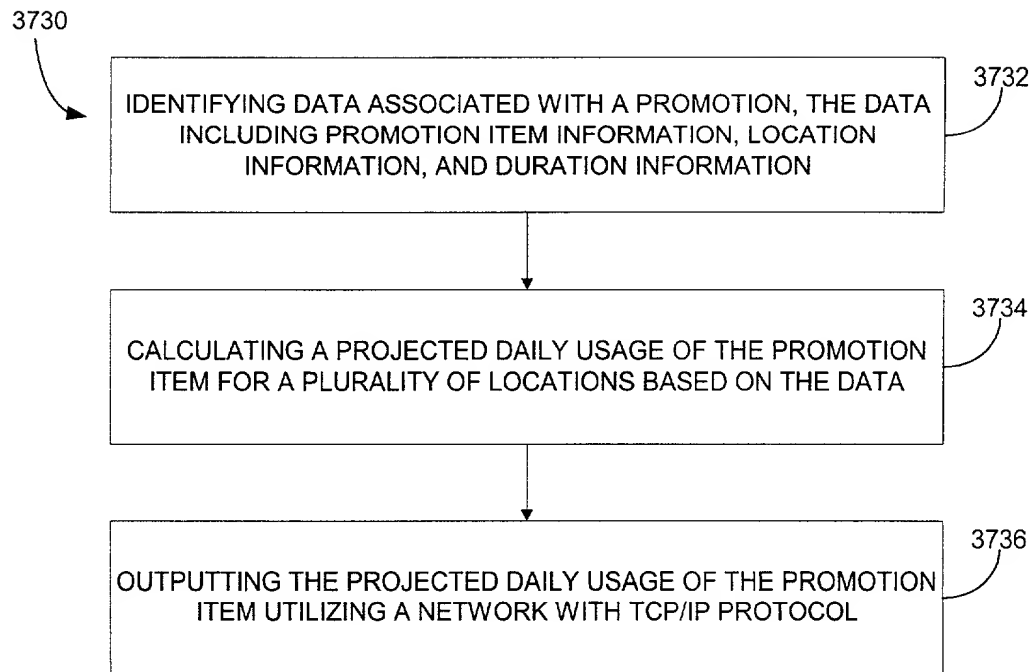 3730
3732
IDENTIFYING DATA ASSOCIATED WITH A PROMOTION, THE DATA
INCLUDING PROMOTION ITEM INFORMATION, LOCATION
INFORMATION, AND DURATION INFORMATION
3734
CALCULATING A PROJECTED DAILY USAGE OF THE PROMOTION
ITEM FOR A PLURALITY OF LOCATIONS BASED ON THE DATA
3736
OUTPUTTING THE PROJECTED DAILY USAGE OF THE PROMOTION
ITEM UTILIZING A NETWORK WITH TCP/IP PROTOCOL